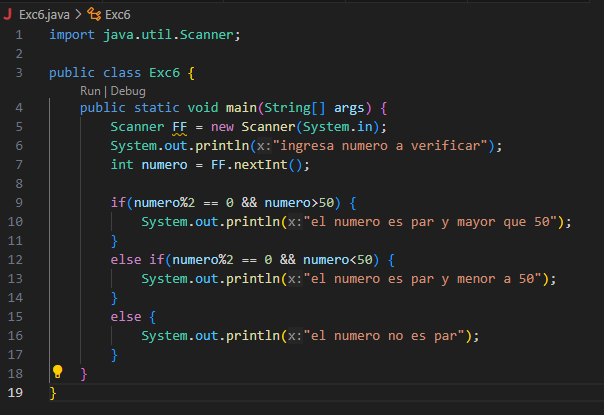 Exc6.java > Exc6
1 import java.util.Scanner;
2
3 public class Exc6 {
Run | Debug
4 public static void main(String[] args) {
5 Scanner FF = new Scanner(System.in);
6 System.out.println(x:"ingresa numero a verificar");
7 int numero = FF.nextInt();
8
9 if(numero%2 == 0 && numero>50) {
10 System.out.println(x:"el numero es par y mayor que 50");
11 }
12 else if(numero%2 == 0 && numero<50) {
13 System.out.println(x:"el numero es par y menor a 50");
14 }
15 else {
16 System.out.println(x:"el numero no es par");
17 }
18 }
19 }